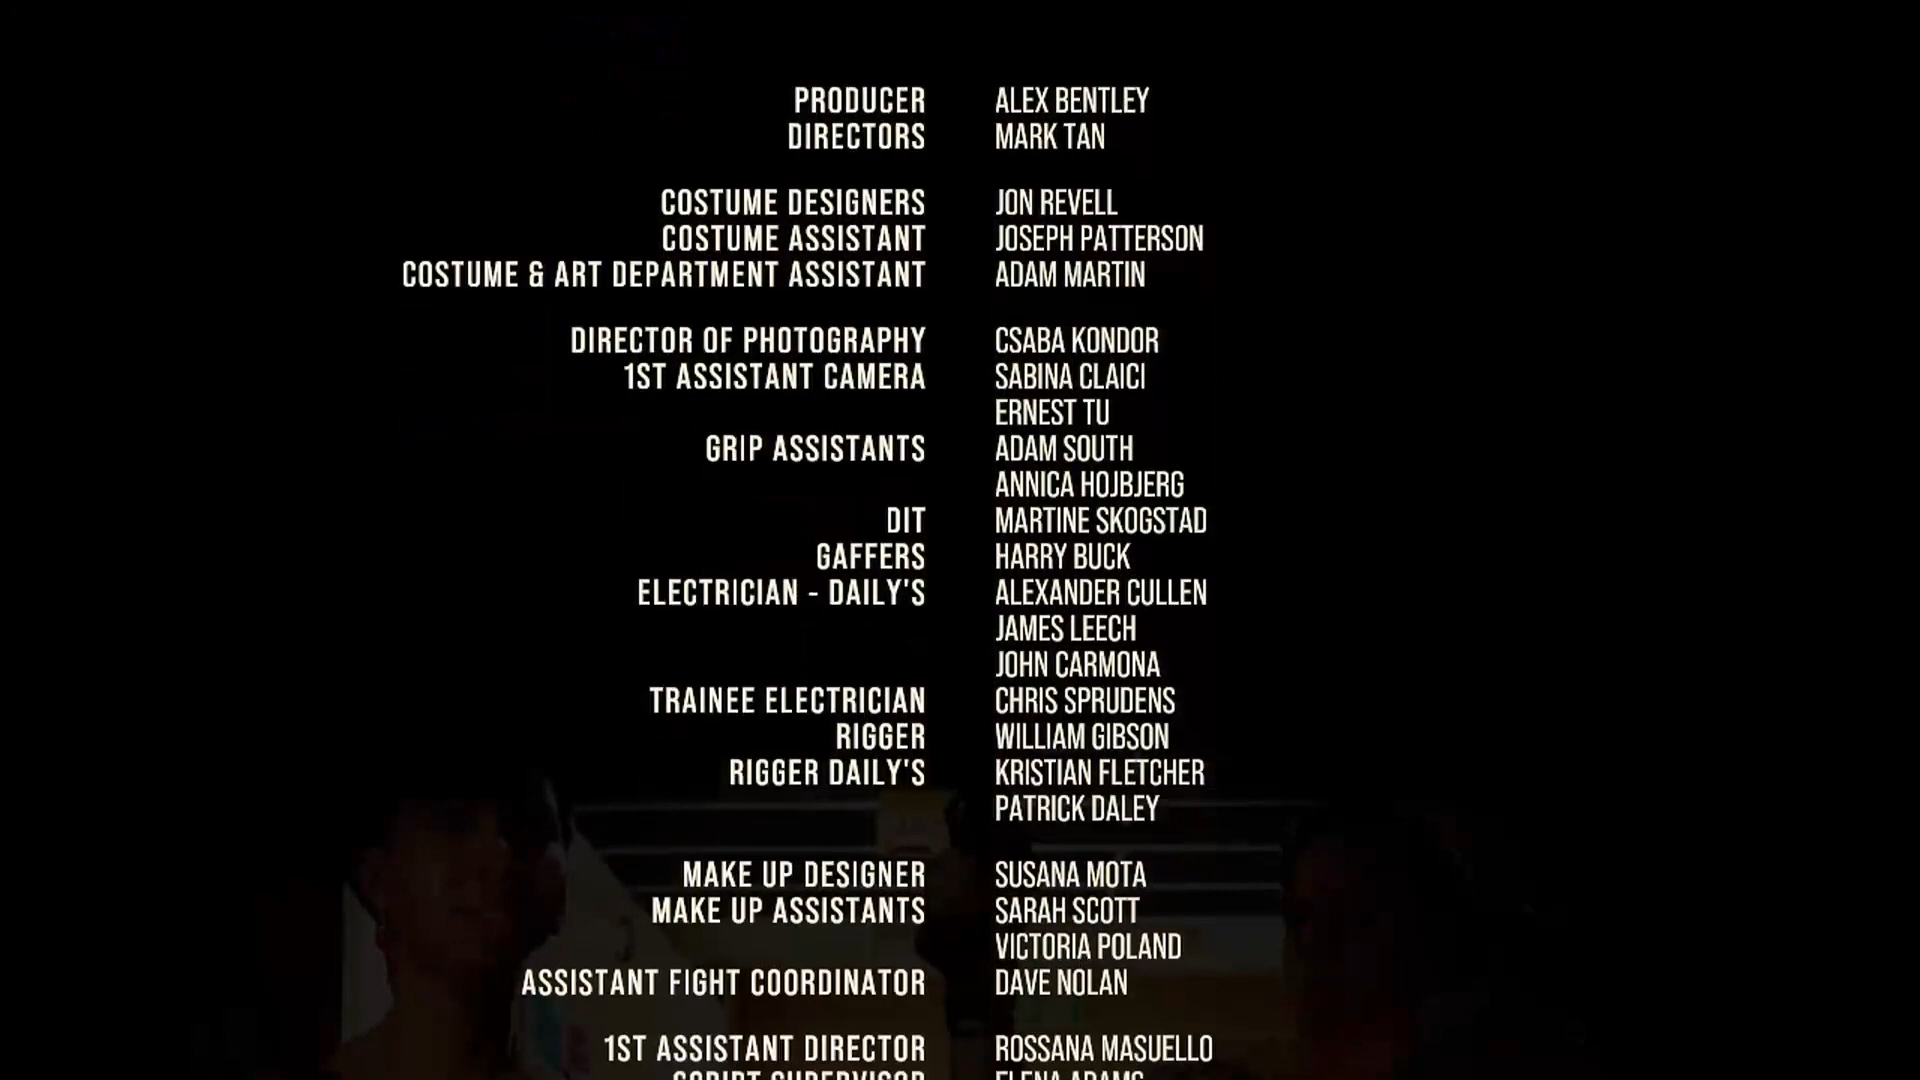 PRODUCER ALEX BENTLEY
DIRECTORS MARK TAN
COSTUME DESIGNERS JON REVELL
COSTUME ASSISTANT JOSEPH PATTERSON
COSTUME & ART DEPARTMENT ASSISTANT ADAM MARTIN
DIRECTOR OF PHOTOGRAPHY CSABA KONDOR
1ST ASSISTANT CAMERA SABINA CLAICI
ERNEST TU
GRIP ASSISTANTS ADAM SOUTH
ANNICA HOJBJERG
DIT MARTINE SKOGSTAD
GAFFERS HARRY BUCK
ELECTRICIAN - DAILY'S ALEXANDER CULLEN
JAMES LEECH
JOHN CARMONA
TRAINEE ELECTRICIAN CHRIS SPRUDENS
RIGGER WILLIAM GIBSON
RIGGER DAILY'S KRISTIAN FLETCHER
PATRICK DALEY
MAKE UP DESIGNER SUSANA MOTA
MAKE UP ASSISTANTS SARAH SCOTT
VICTORIA POLAND
ASSISTANT FIGHT COORDINATOR DAVE NOLAN
1ST ASSISTANT DIRECTOR ROSSANA MASUELLO
SCRIPT SUPERVISOR ELENA ADAMS